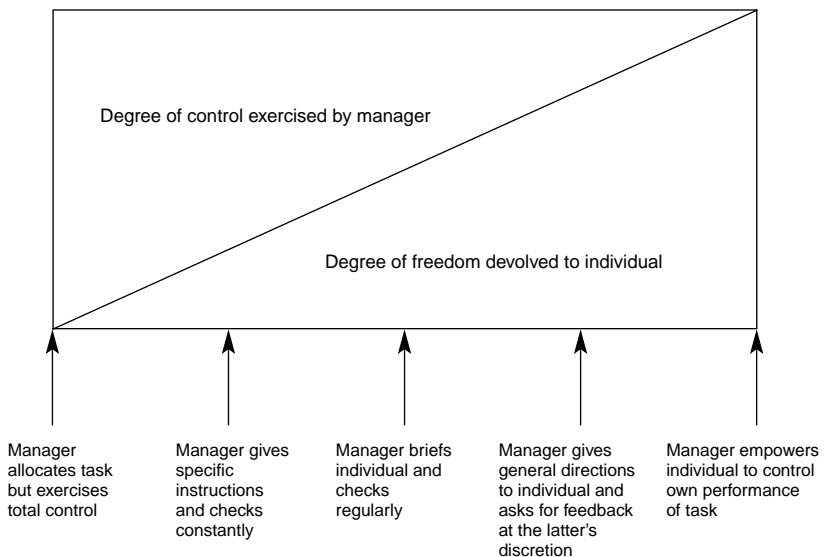 Degree of control exercised by manager
Degree of freedom devolved to individual
Manager
allocates task
but exercises
total control
Manager gives
specific
instructions
and checks
constantly
Manager briefs
individual and
checks
regularly
Manager gives
general directions
to individual and
asks for feedback
at the latter's
discretion
Manager empowers
individual to control
own performance
of task